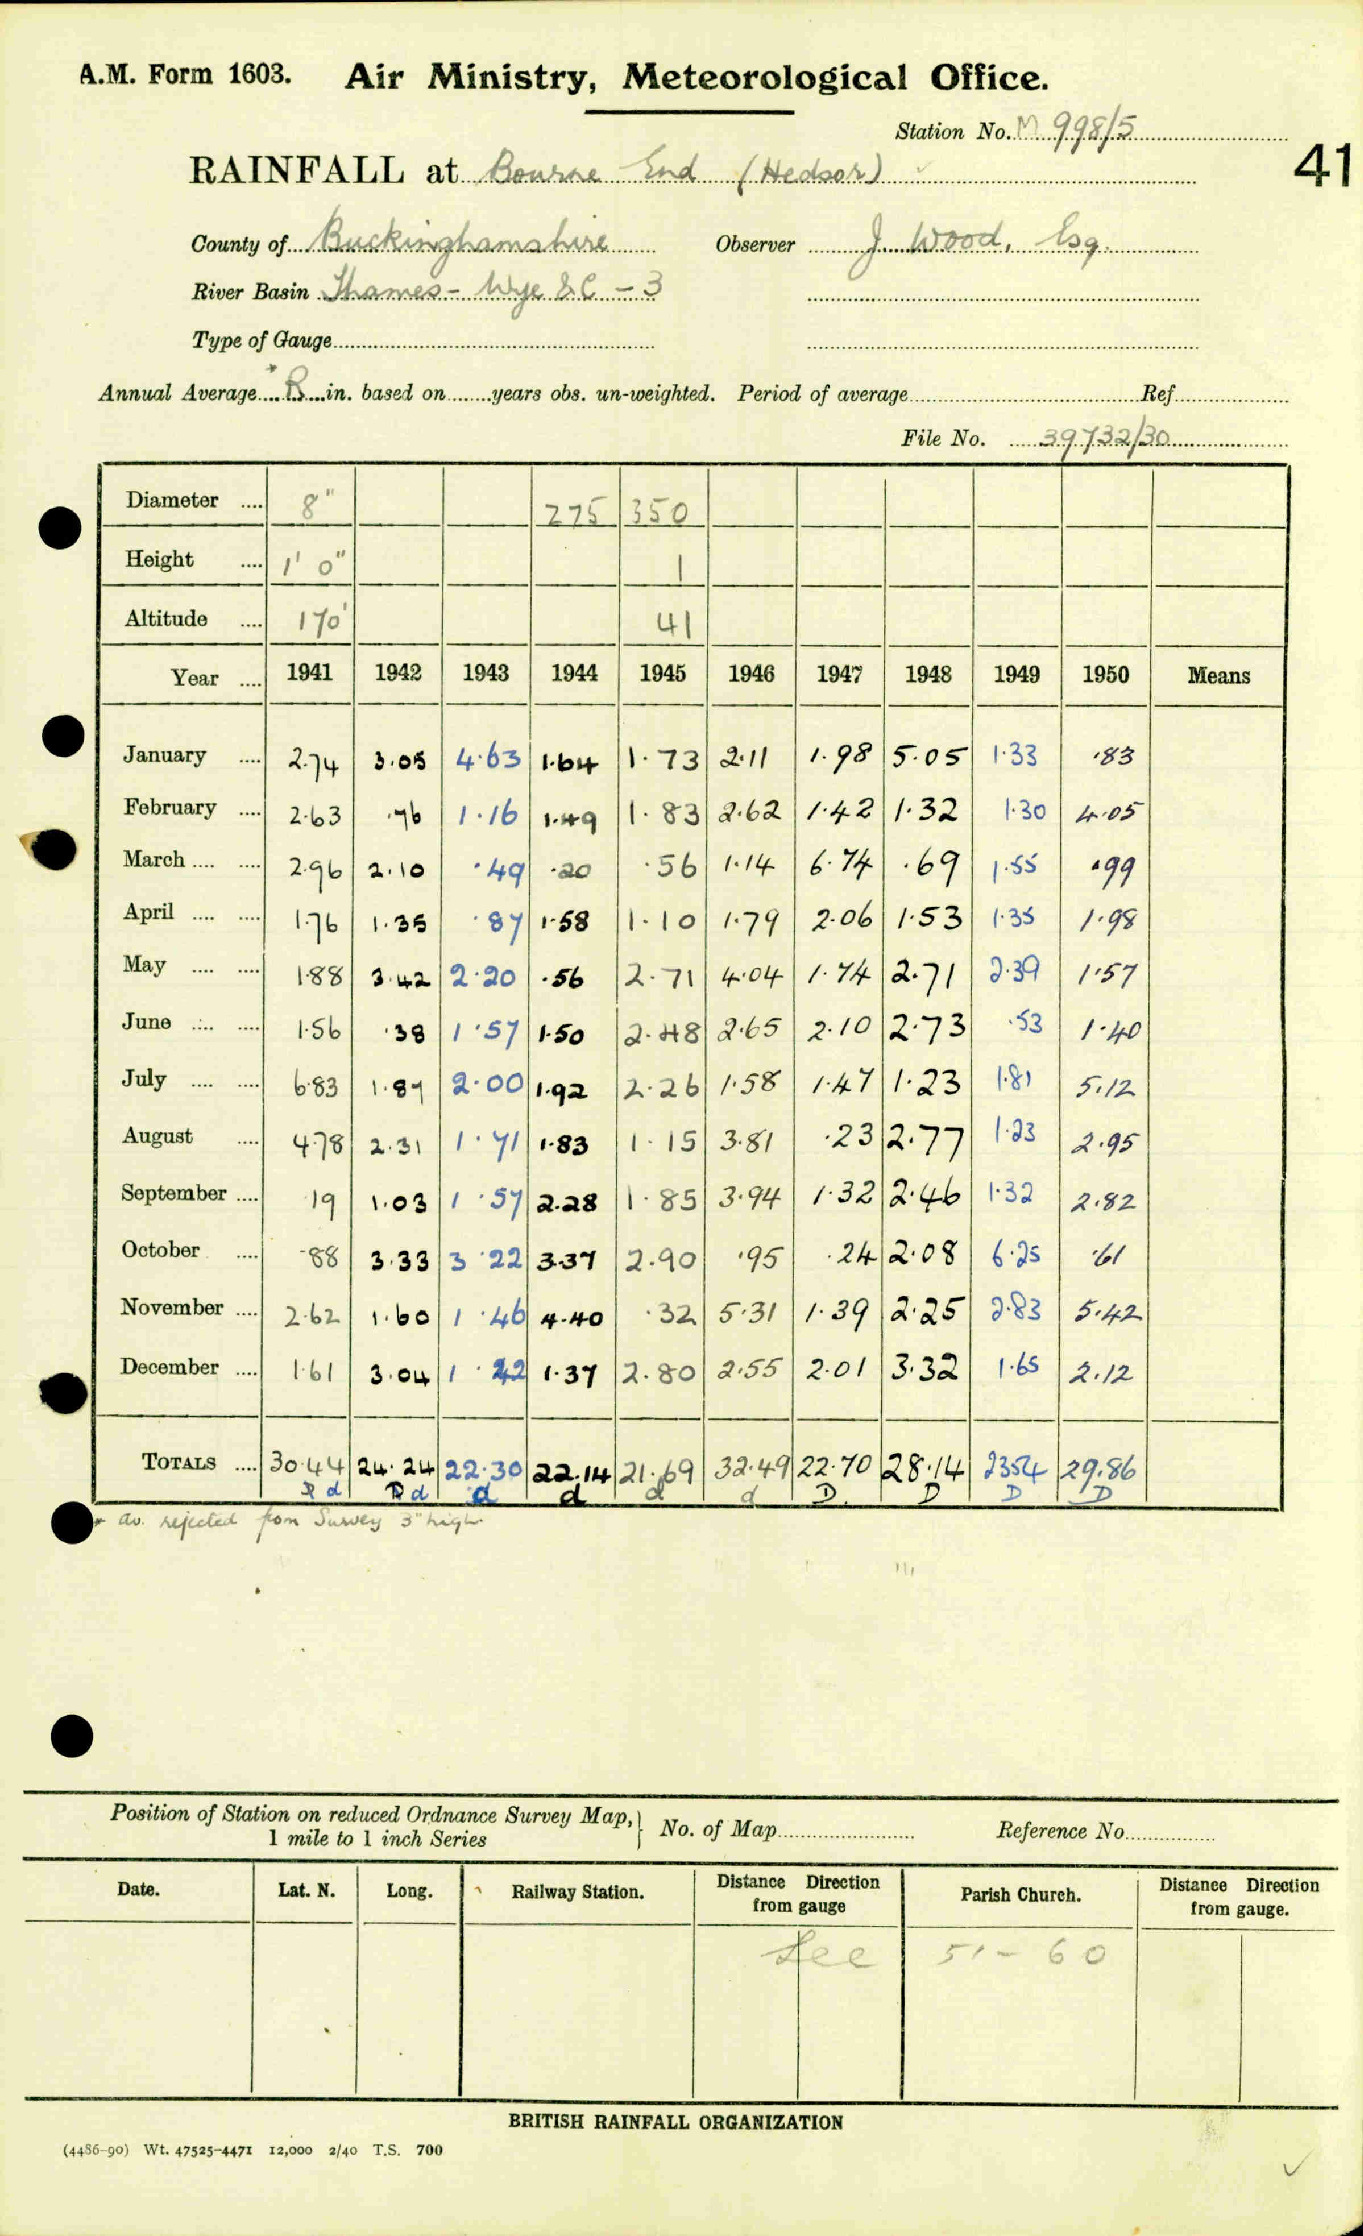 A.M. Form 1603. Air Ministry, Meteorological Office.
Station No. M 998/5
41
RAINFALL at Bourne End (Hedsor)
County of Buckinghamshire Observer J Wood, Esq.
River Basin Thames - Wye &C - 3
Type of Gauge
Annual Average * R in. based on years obs. un-weighted. Period of average Ref
File No. 39732/30
Diameter 8" 275 350
Height 1' 0" 1
Altitude 170' 41
Year 1941 1942 1943 1944 1945 1946 1947 1948 1949 1950 Means
January 2.74 3.05 4.63 1.64 1.73 2.11 1.98 5.05 1.33 .83
February 2.63 .76 1.16 1.49 1.83 2.62 1.42 1.32 1.30 4.05
March 2.96 2.10 .49 .20 .56 1.14 6.74 .69 1.55 .99
April 1.76 1.35 .87 1.58 1.10 1.79 2.06 1.53 1.35 1.98
May 1.88 3.42 2.20 .56 2.71 4.04 1.74 2.71 2.39 1.57
June 1.56 .38 1.57 1.50 2.48 2.65 2.10 2.73 .53 1.40
July 6.83 1.87 2.00 1.92 2.26 1.58 1.47 1.23 1.81 5.12
August 4.78 2.31 1.71 1.83 1.15 3.81 .23 2.77 1.23 2.95
September 19 1.03 1.57 2.28 1.85 3.94 1.32 2.46 1.32 2.82
October .88 3.33 3.22 3.37 2.90 .95 .24 2.08 6.25 .61
November 2.62 1.60 1.46 4.40 .32 5.31 1.39 2.25 2.83 5.42
December 1.61 3.04 1.42 1.37 2.80 2.55 2.01 3.32 1.65 2.12
TOTALS 30.44 24.24 22.30 22.14 21.69 32.49 22.70 28.14 23.54 29.86
R d R d d d d d D D D D
* av. rejected from Survey 3" high.
Position of Station on reduced Ordnance Survey Map, 1 mile to 1 inch Series } No. of Map Reference No.
Date. Lat. N. Long. Railway Station. Distance Direction from gauge Parish Church. Distance Direction from gauge.
See 51-60
BRITISH RAINFALL ORGANIZATION
(4486-90) Wt. 47525-4471 12,000 2/40 T.S. 700